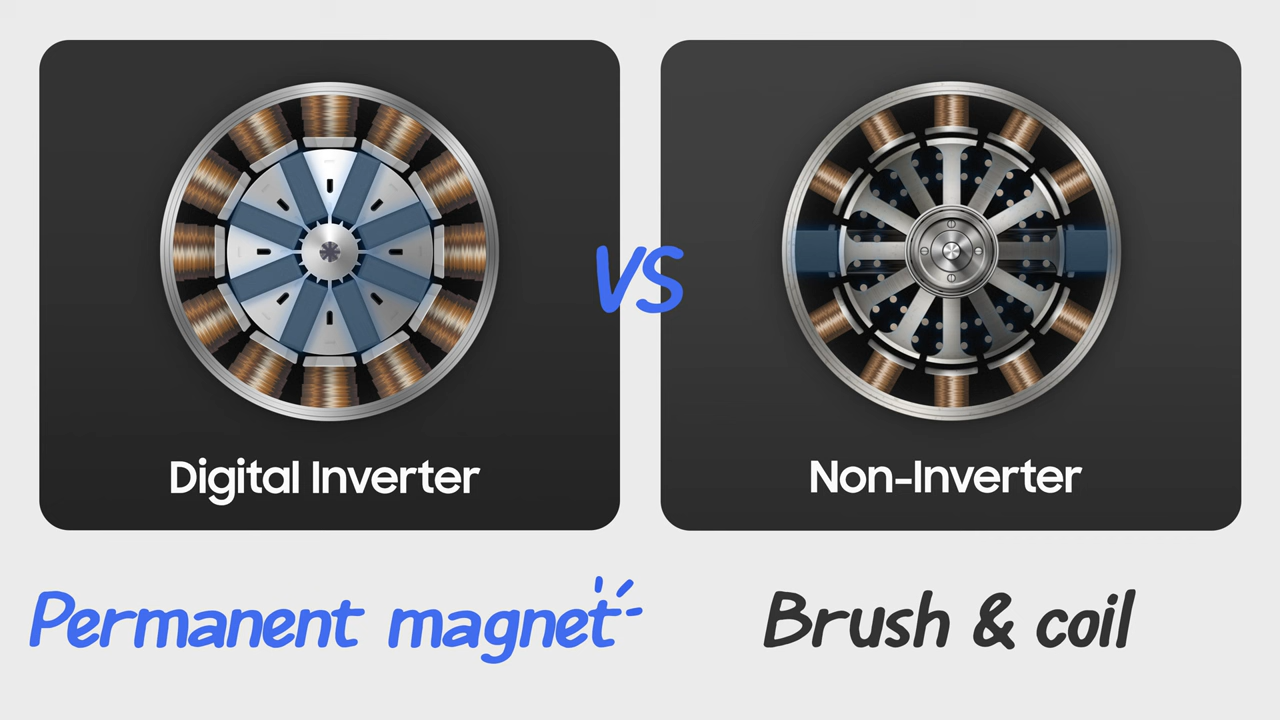 Digital Inverter
VS
Non-Inverter
Permanent magnet
Brush & coil